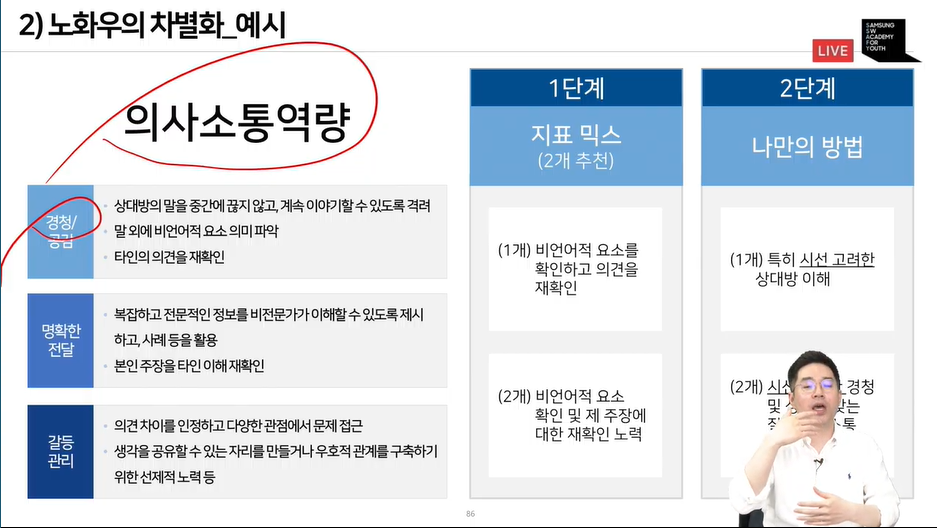 2) 노화우의 차별화_예시
LIVE
SAMSUNG
SW
ACADEMY
FOR
YOUTH
의사소통역량
경청/
공감
• 상대방의 말을 중간에 끊지 않고, 계속 이야기할 수 있도록 격려
• 말 외에 비언어적 요소 의미 파악
• 타인의 의견을 재확인
명확한
전달
• 복잡하고 전문적인 정보를 비전문가가 이해할 수 있도록 제시
하고, 사례 등을 활용
• 본인 주장을 타인 이해 재확인
갈등
관리
• 의견 차이를 인정하고 다양한 관점에서 문제 접근
• 생각을 공유할 수 있는 자리를 만들거나 우호적 관계를 구축하기
위한 선제적 노력 등
1단계
지표 믹스
(2개 추천)
(1개) 비언어적 요소를
확인하고 의견을
재확인
(2개) 비언어적 요소
확인 및 제 주장에
대한 재확인 노력
2단계
나만의 방법
(1개) 특히 시선 고려한
상대방 이해
(2개) 시선 경청
및
86